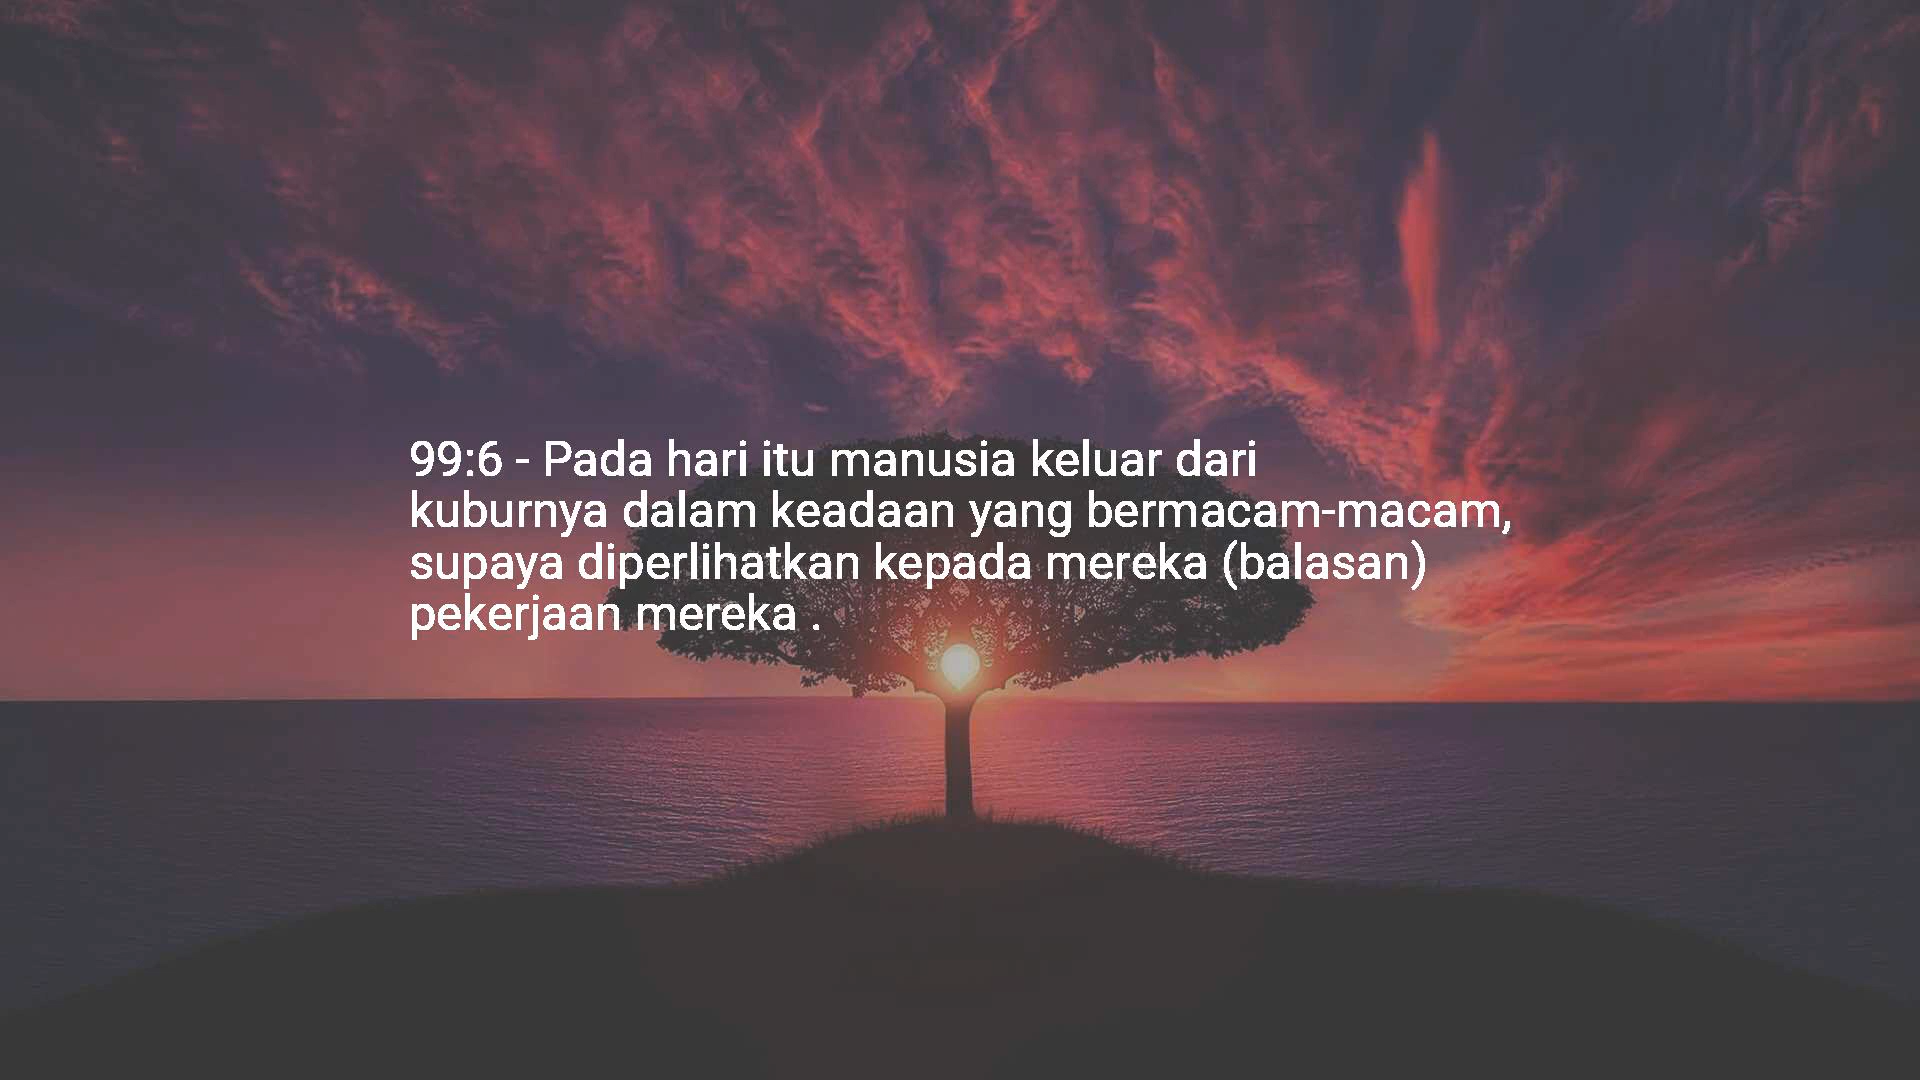 99:6 - Pada hari itu manusia keluar dari
kuburnya dalam keadaan yang bermacam-macam,
supaya diperlihatkan kepada mereka (balasan)
pekerjaan mereka .